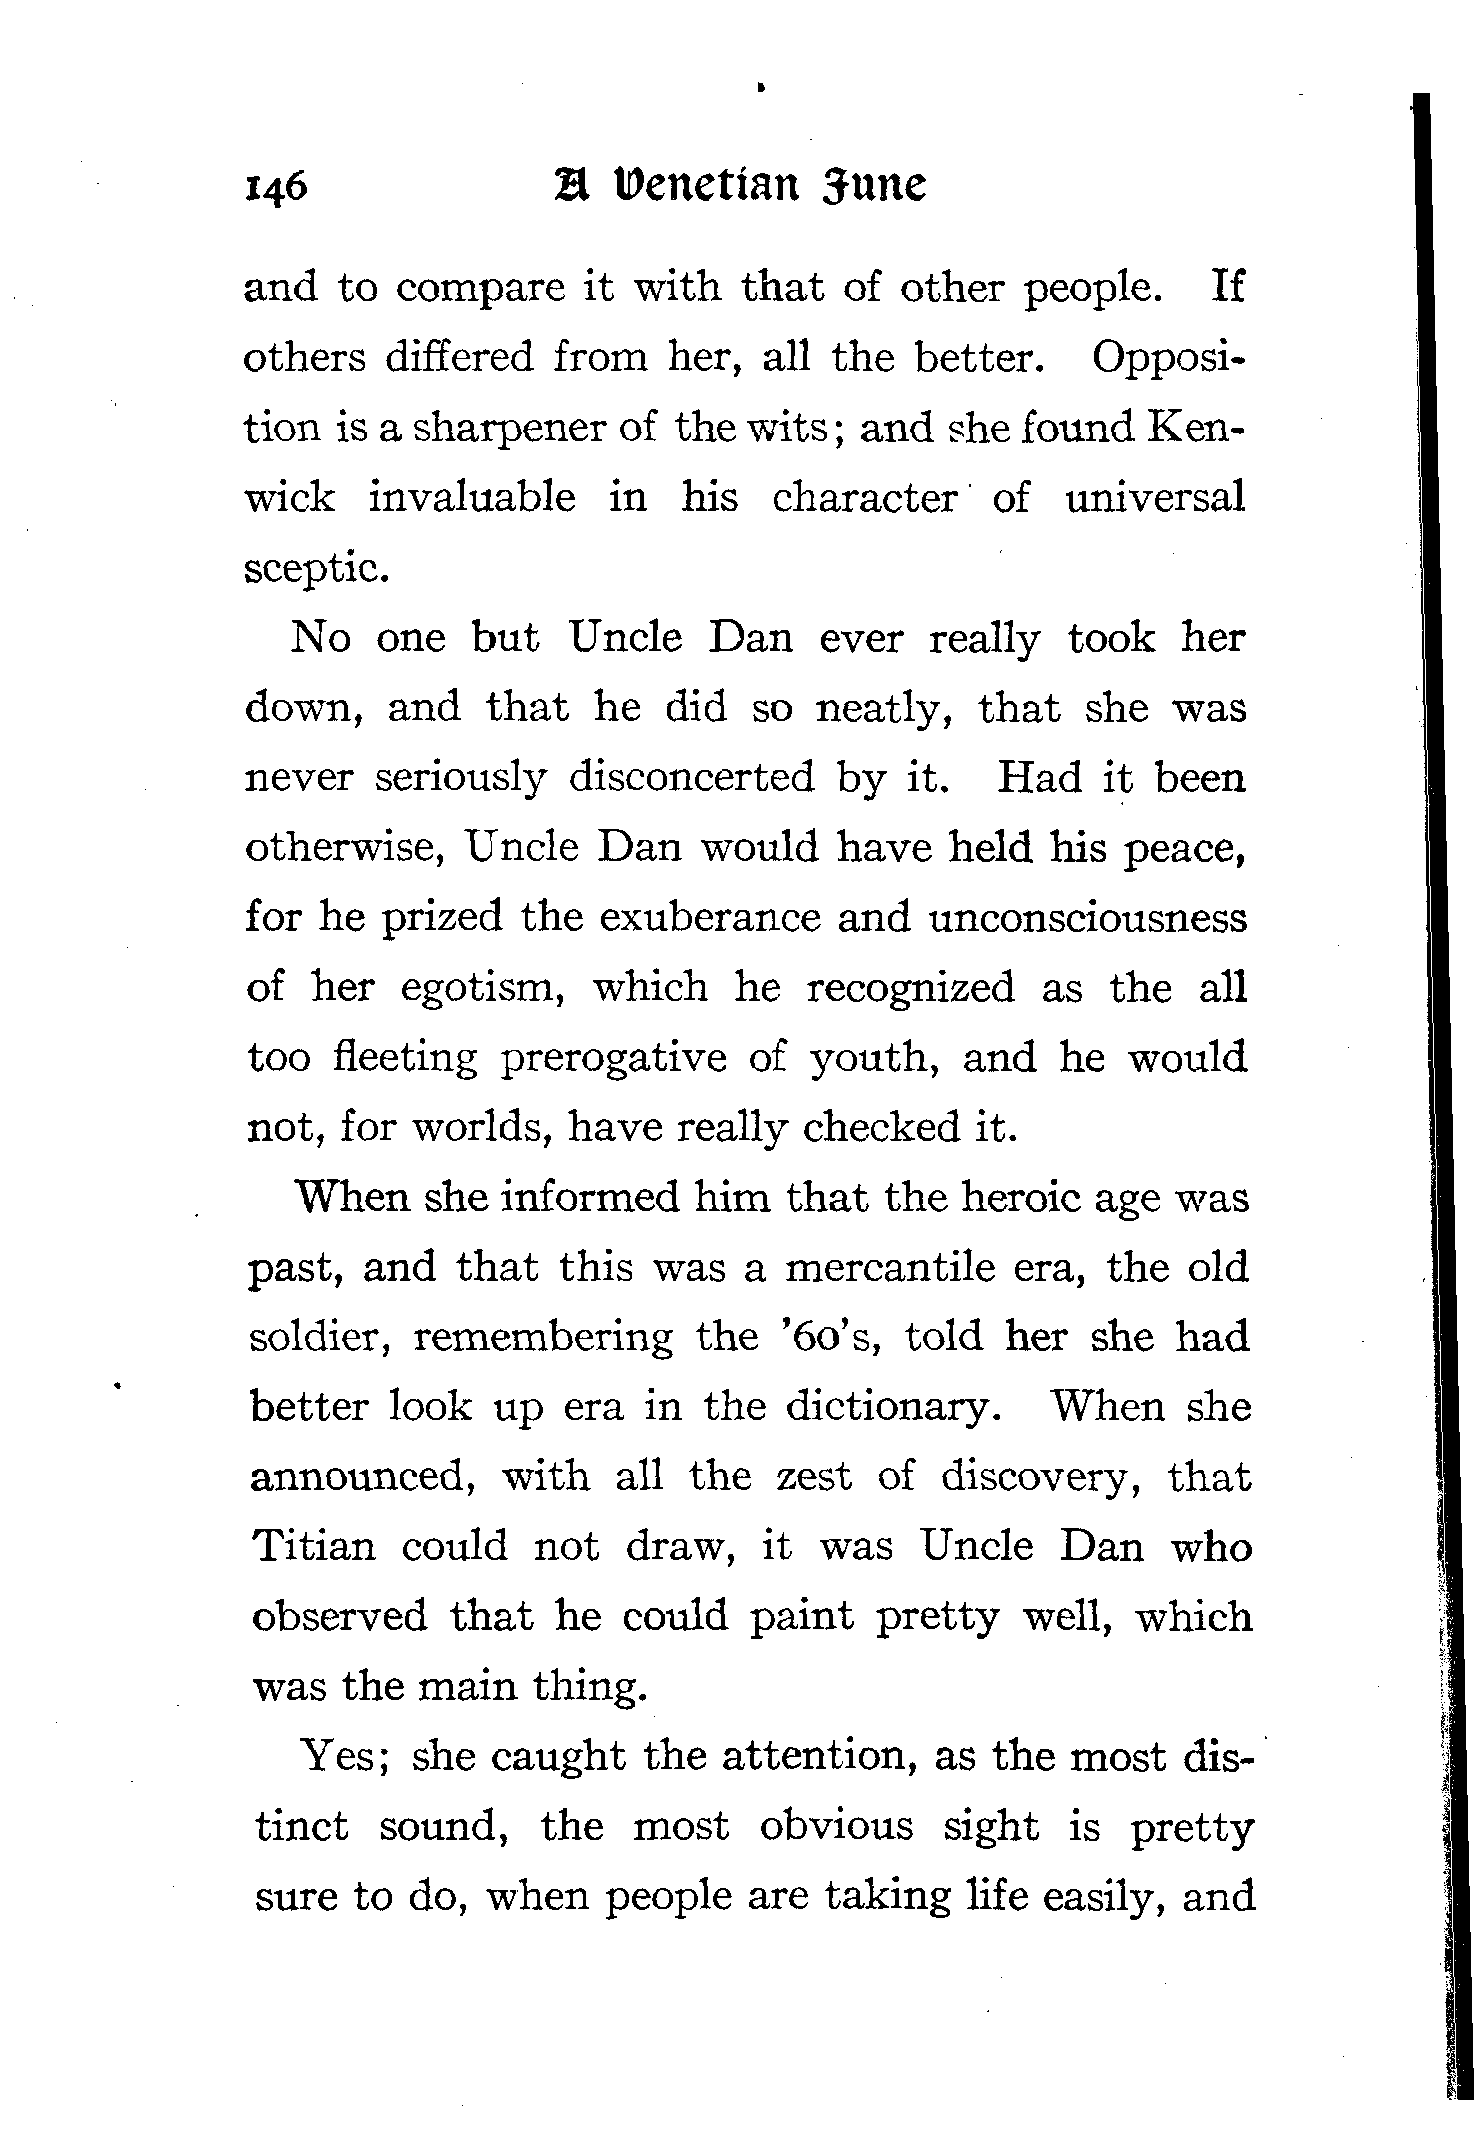 146 A Venetian June
and to compare it with that of other people. If
others differed from her, all the better. Opposi-
tion is a sharpener of the wits; and she found Ken-
wick invaluable in his character of universal
sceptic.
No one but Uncle Dan ever really took her
down, and that he did so neatly, that she was
never seriously disconcerted by it. Had it been
otherwise, Uncle Dan would have held his peace,
for he prized the exuberance and unconsciousness
of her egotism, which he recognized as the all
too fleeting prerogative of youth, and he would
not, for worlds, have really checked it.
When she informed him that the heroic age was
past, and that this was a mercantile era, the old
soldier, remembering the '60's, told her she had
better look up era in the dictionary. When she
announced, with all the zest of discovery, that
Titian could not draw, it was Uncle Dan who
observed that he could paint pretty well, which
was the main thing.
Yes; she caught the attention, as the most dis-
tinct sound, the most obvious sight is pretty
sure to do, when people are taking life easily, and